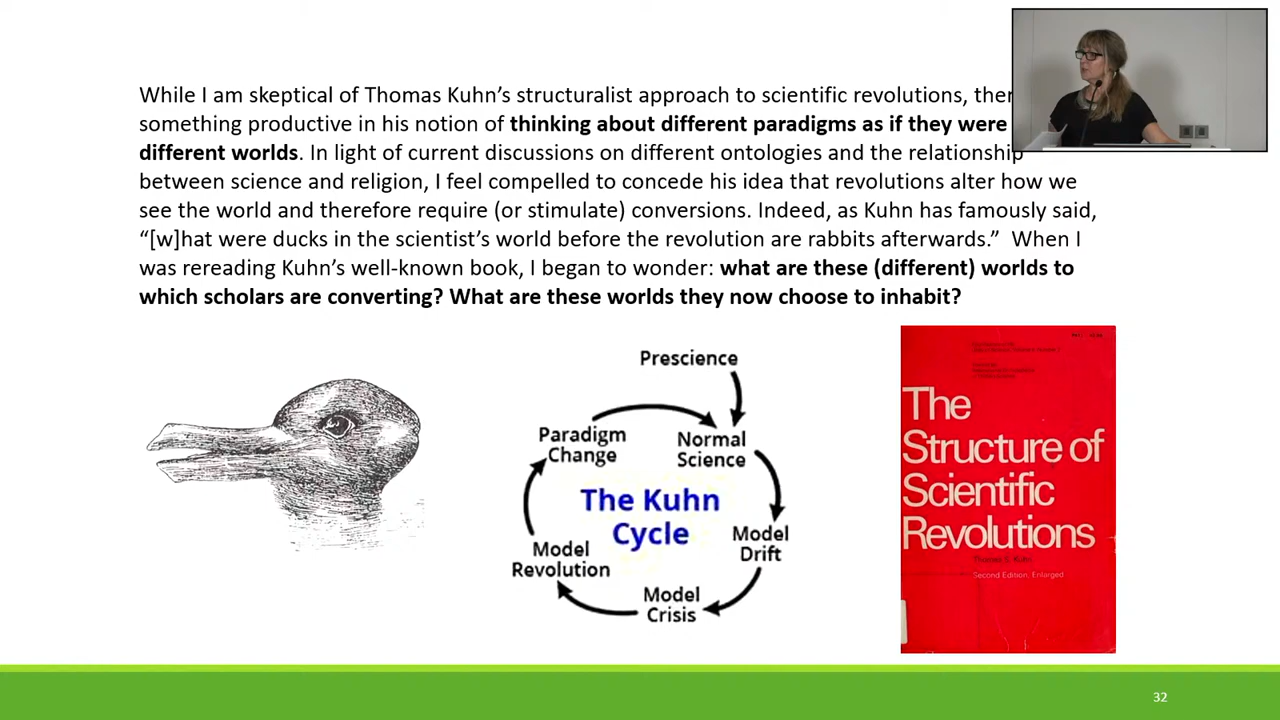 While I am skeptical of Thomas Kuhn's structuralist approach to scientific revolutions,
something productive in his notion of thinking about different paradigms as if they were
different worlds. In light of current discussions on different ontologies and the relationship
between science and religion, I feel compelled to concede his idea that revolutions alter how we
see the world and therefore require (or stimulate) conversions. Indeed, as Kuhn has famously said,
“[w]hat were ducks in the scientist's world before the revolution are rabbits afterwards.” When I
was rereading Kuhn's well-known book, I began to wonder: what are these (different) worlds to
which scholars are converting? What are these worlds they now choose to inhabit?
Prescience
Paradigm
Change
Normal
Science
The Kuhn
Cycle
Model
Drift
Model
Revolution
Model
Crisis
The
Structure of
Scientific
Revolutions
Thomas S. Kuhn
Second Edition, Enlarged
32